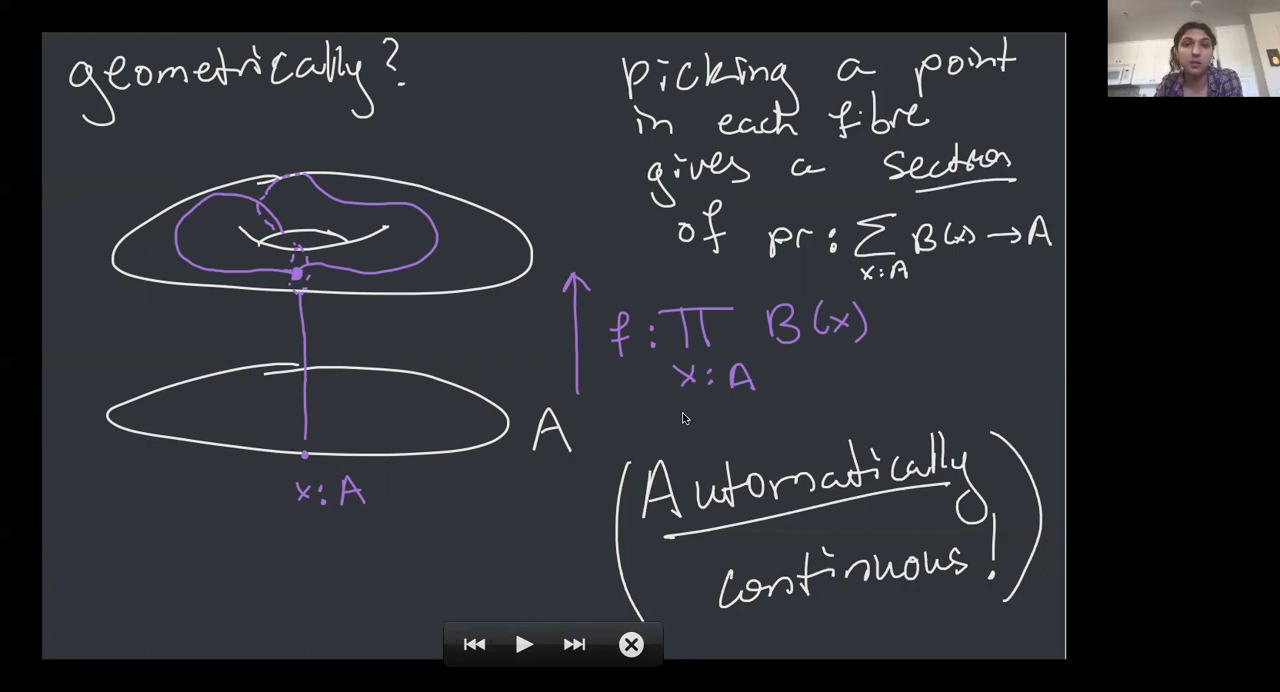 geometrically?
picking a point
in each fibre
gives a section
of pr: ∑ B(x) → A
x:A
f: Π B(x)
x:A
A
x:A
(Automatically
continuous!)